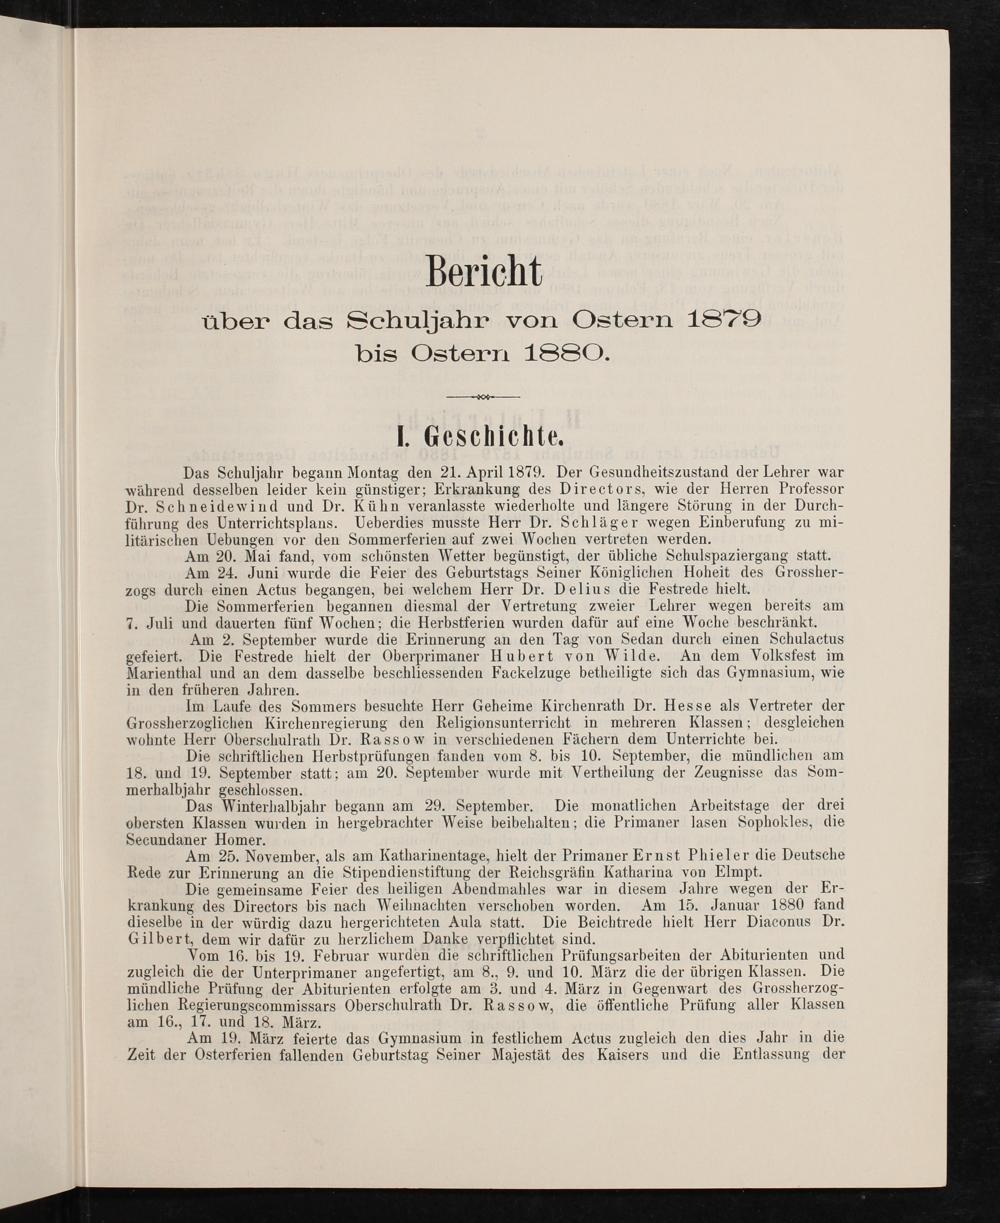 Bericht
über das Schuljahr von Ostern 1879
bis Ostern 1880.
I. Geschichte.
Das Schuljahr begann Montag den 21. April 1879. Der Gesundheitszustand der Lehrer war
während desselben leider kein günstiger; Erkrankung des Directors, wie der Herren Professor
Dr. Schneidewind und Dr. Kühn veranlasste wiederholte und längere Störung in der Durch-
führung des Unterrichtsplans. Ueberdies musste Herr Dr. Schläger wegen Einberufung zu mi-
litärischen Uebungen vor den Sommerferien auf zwei Wochen vertreten werden.
Am 20. Mai fand, vom schönsten Wetter begünstigt, der übliche Schulspaziergang statt.
Am 24. Juni wurde die Feier des Geburtstags Seiner Königlichen Hoheit des Grossher-
zogs durch einen Actus begangen, bei welchem Herr Dr. Delius die Festrede hielt.
Die Sommerferien begannen diesmal der Vertretung zweier Lehrer wegen bereits am
7. Juli und dauerten fünf Wochen; die Herbstferien wurden dafür auf eine Woche beschränkt.
Am 2. September wurde die Erinnerung an den Tag von Sedan durch einen Schulactus
gefeiert. Die Festrede hielt der Oberprimaner Hubert von Wilde. An dem Volksfest im
Marienthal und an dem dasselbe beschliessenden Fackelzuge betheiligte sich das Gymnasium, wie
in den früheren Jahren.
Im Laufe des Sommers besuchte Herr Geheime Kirchenrath Dr. Hesse als Vertreter der
Grossherzoglichen Kirchenregierung den Religionsunterricht in mehreren Klassen; desgleichen
wohnte Herr Oberschulrath Dr. Rassow in verschiedenen Fächern dem Unterrichte bei.
Die schriftlichen Herbstprüfungen fanden vom 8. bis 10. September, die mündlichen am
18. und 19. September statt; am 20. September wurde mit Vertheilung der Zeugnisse das Som-
merhalbjahr geschlossen.
Das Winterhalbjahr begann am 29. September. Die monatlichen Arbeitstage der drei
obersten Klassen wurden in hergebrachter Weise beibehalten; die Primaner lasen Sophokles, die
Secundaner Homer.
Am 25. November, als am Katharinentage, hielt der Primaner Ernst Phieler die Deutsche
Rede zur Erinnerung an die Stipendienstiftung der Reichsgräfin Katharina von Elmpt.
Die gemeinsame Feier des heiligen Abendmahles war in diesem Jahre wegen der Er-
krankung des Directors bis nach Weihnachten verschoben worden. Am 15. Januar 1880 fand
dieselbe in der würdig dazu hergerichteten Aula statt. Die Beichtrede hielt Herr Diaconus Dr.
Gilbert, dem wir dafür zu herzlichem Danke verpflichtet sind.
Vom 16. bis 19. Februar wurden die schriftlichen Prüfungsarbeiten der Abiturienten und
zugleich die der Unterprimaner angefertigt, am 8., 9. und 10. März die der übrigen Klassen. Die
mündliche Prüfung der Abiturienten erfolgte am 3. und 4. März in Gegenwart des Grossherzog-
lichen Regierungscommissars Oberschulrath Dr. Rassow, die öffentliche Prüfung aller Klassen
am 16., 17. und 18. März.
Am 19. März feierte das Gymnasium in festlichem Actus zugleich den dies Jahr in die
Zeit der Osterferien fallenden Geburtstag Seiner Majestät des Kaisers und die Entlassung der